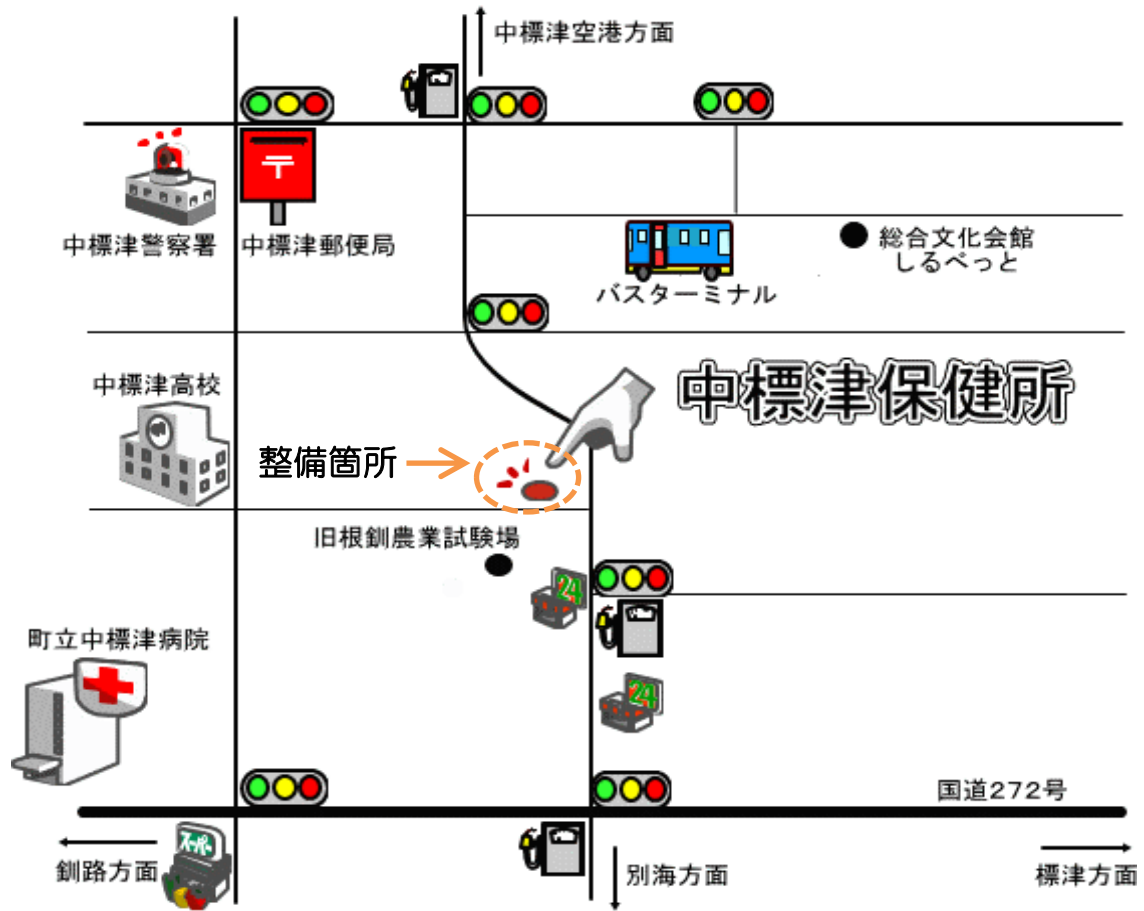 中標津空港方面
〒
中標津警察署
中標津郵便局
総合文化会館
しるぺっと
バスターミナル
中標津高校
中標津保健所
整備箇所
旧根釧農業試験場
24
町立中標津病院
24
国道272号
スーパー
釧路方面
別海方面
標津方面